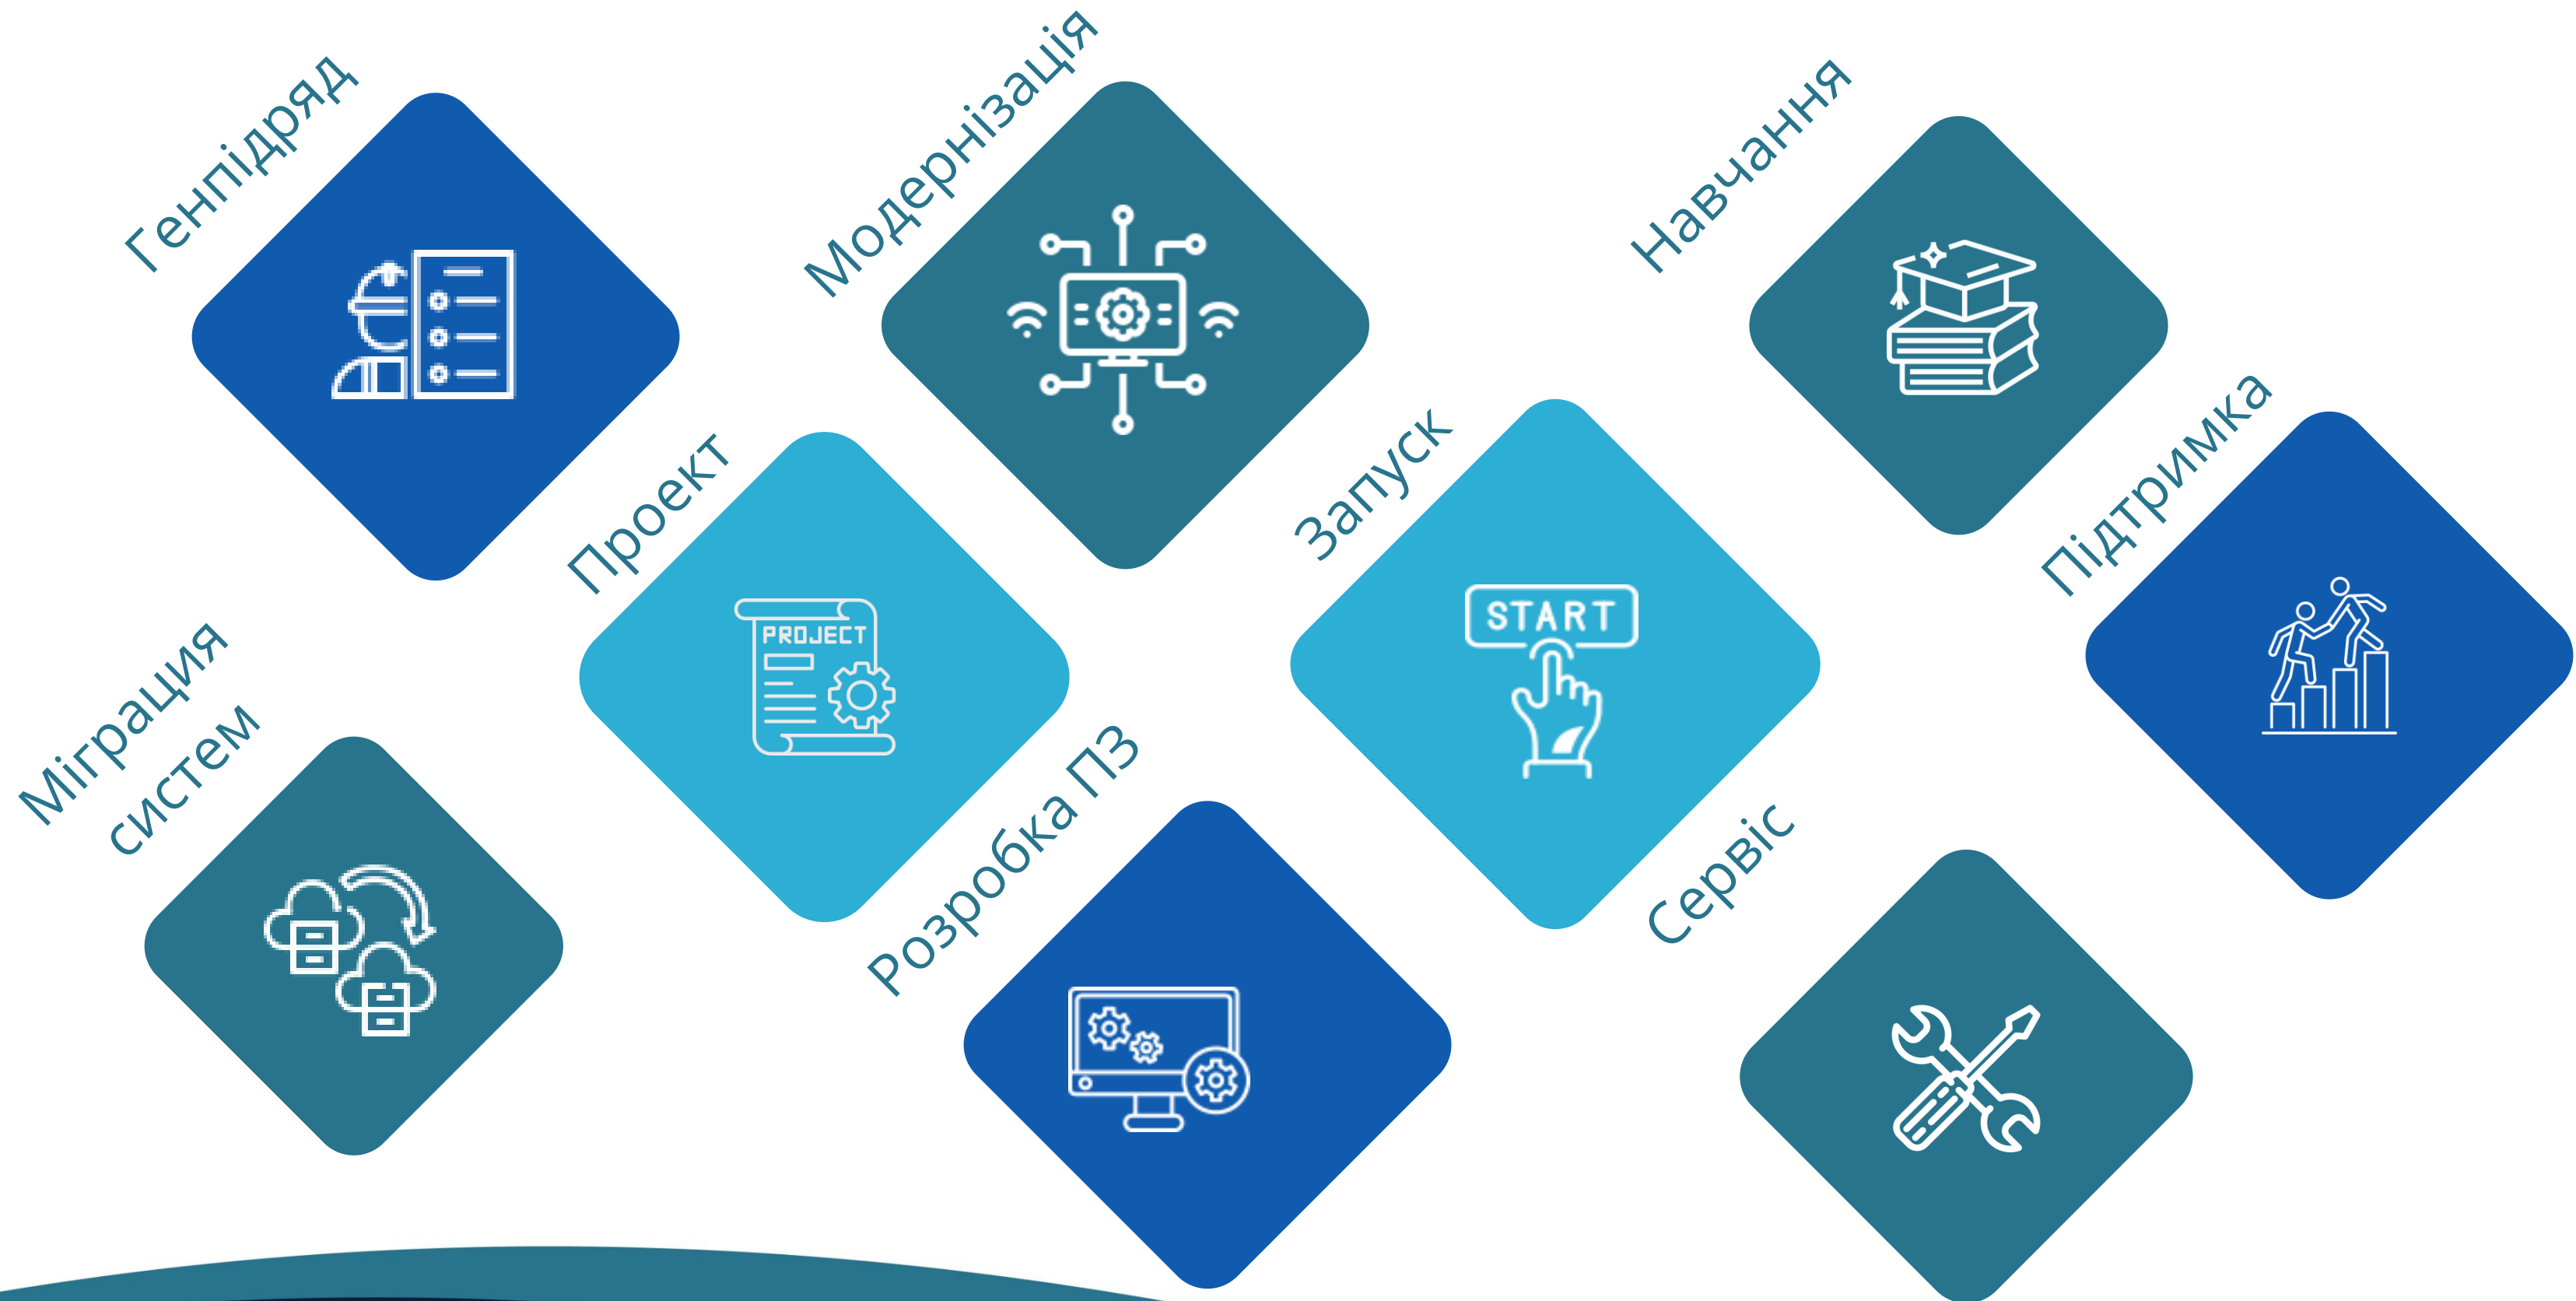 Генпідряд
Модернізація
Навчання
Проект
PROJECT
Запуск
START
Підтримка
Міграция
систем
Розробка ПЗ
Сервіс